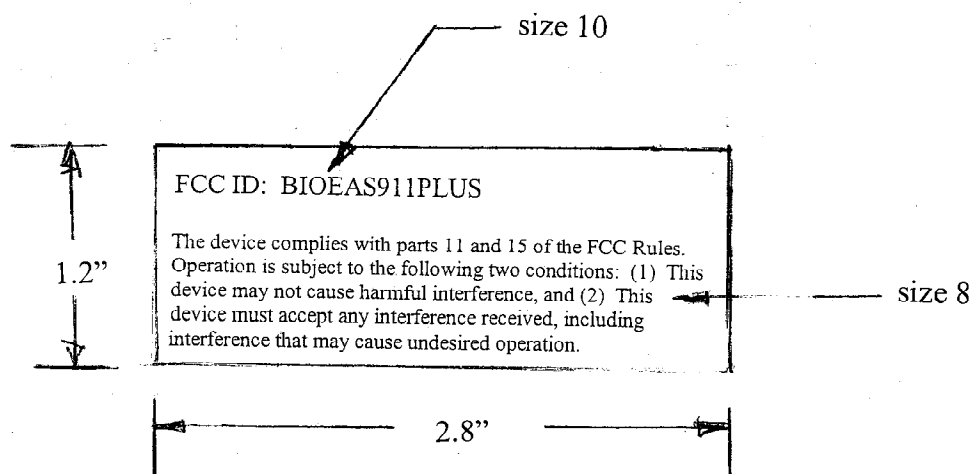 size 10
FCC ID: BIOEAS911PLUS
The device complies with parts 11 and 15 of the FCC Rules.
Operation is subject to the following two conditions: (1) This
device may not cause harmful interference, and (2) This
device must accept any interference received, including
interference that may cause undesired operation.
1.2”
size 8
2.8”